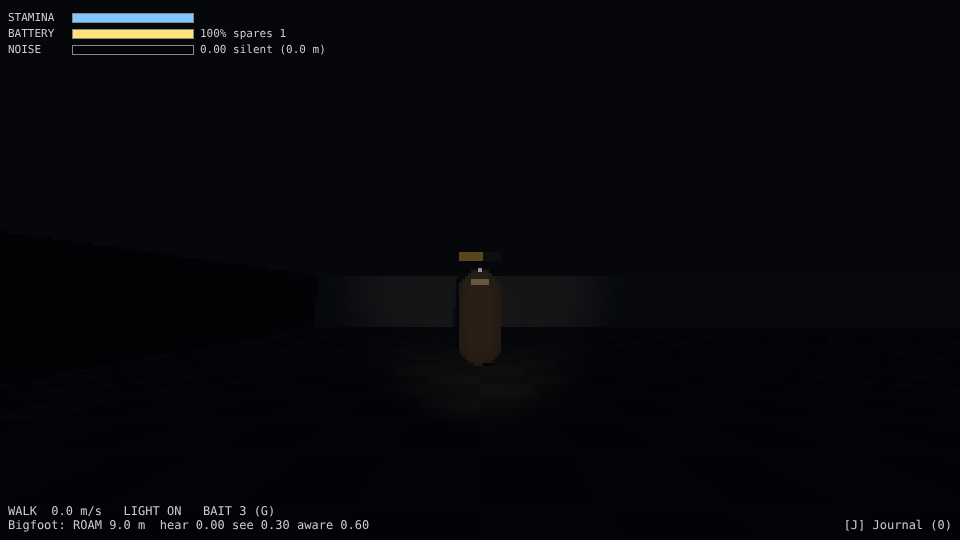 STAMINA
BATTERY 100% spares 1
NOISE 0.00 silent (0.0 m)
WALK 0.0 m/s LIGHT ON BAIT 3 (G)
Bigfoot: ROAM 9.0 m hear 0.00 see 0.30 aware 0.60
[J] Journal (0)